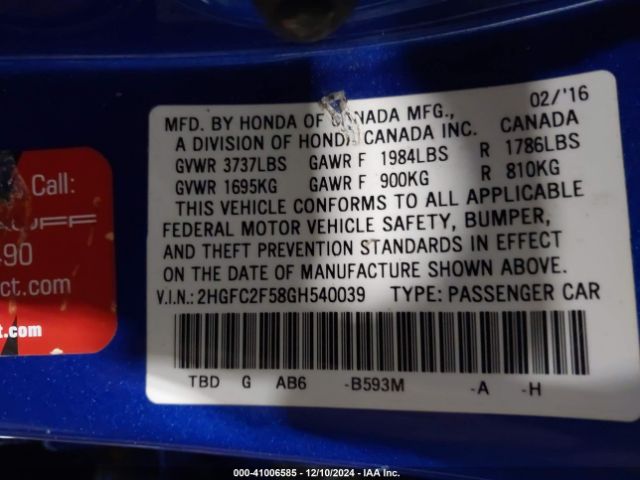 MFD. BY HONDA OF CANADA MFG., 02/'16
A DIVISION OF HONDA CANADA INC. CANADA
GVWR 3737LBS GAWR F 1984LBS R 1786LBS
GVWR 1695KG GAWR F 900KG R 810KG
THIS VEHICLE CONFORMS TO ALL APPLICABLE
FEDERAL MOTOR VEHICLE SAFETY, BUMPER,
AND THEFT PREVENTION STANDARDS IN EFFECT
ON THE DATE OF MANUFACTURE SHOWN ABOVE.
V.I.N.: 2HGFC2F58GH540039 TYPE: PASSENGER CAR
TBD G AB6 -B593M -A -H
Call:
490
ct.com
t.com
000-41006585 - 12/10/2024 - IAA Inc.